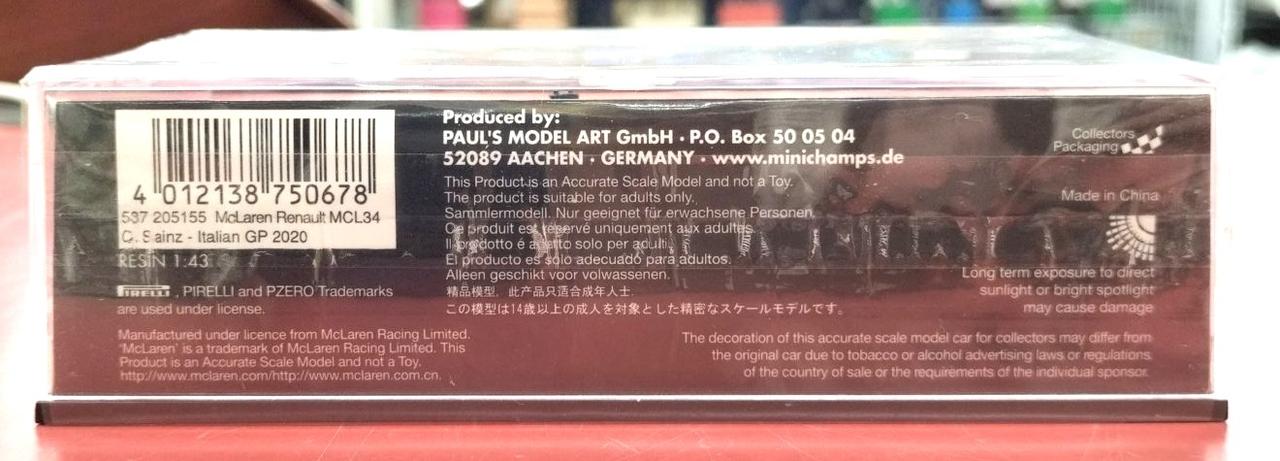 4 012138 750678
537 205155 McLaren Renault MCL34
C. Sainz - Italian GP 2020
RESIN 1:43
PIRELLI, PIRELLI and PZERO Trademarks
are used under license.
Manufactured under licence from McLaren Racing Limited.
'McLaren' is a trademark of McLaren Racing Limited. This
Product is an Accurate Scale Model and not a Toy.
http://www.mclaren.com/http://www.mclaren.com.cn.
Produced by:
PAUL'S MODEL ART GmbH · P.O. Box 50 05 04
52089 AACHEN · GERMANY · www.minichamps.de
This Product is an Accurate Scale Model and not a Toy.
The product is suitable for adults only.
Sammlermodell. Nur geeignet für erwachsene Personen.
Ce produit est réservé uniquement aux adultes.
Il prodotto é adatto solo per adulti.
El producto es solo adecuado para adultos.
Alleen geschikt voor volwassenen.
精品模型，此产品只适合成年人士.
この模型は14歳以上の成人を対象とした精密なスケールモデルです。
Collectors
Packaging
Made in China
Long term exposure to direct
sunlight or bright spotlight
may cause damage
The decoration of this accurate scale model car for collectors may differ from
the original car due to tobacco or alcohol advertising laws or regulations.
of the country of sale or the requirements of the individual sponsor.